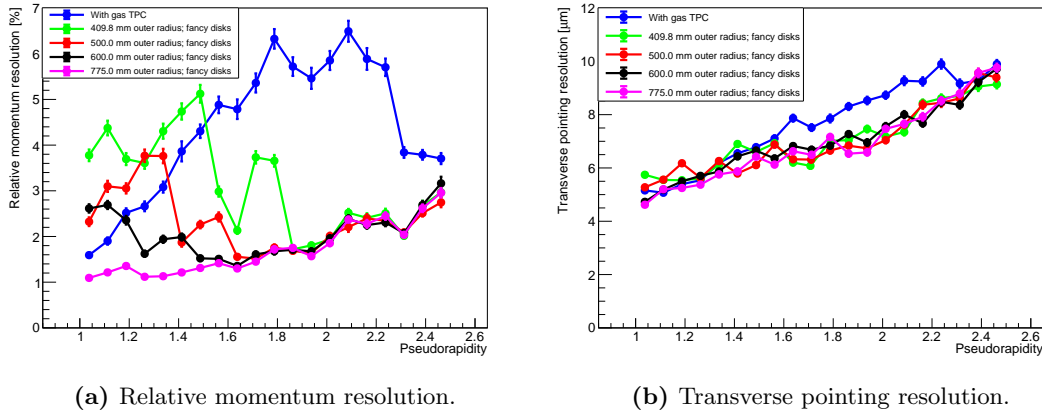 Relative momentum resolution [%]
7
6
5
4
3
2
1
0
With gas TPC
409.8 mm outer radius; fancy disks
500.0 mm outer radius; fancy disks
600.0 mm outer radius; fancy disks
775.0 mm outer radius; fancy disks
1 1.2 1.4 1.6 1.8 2 2.2 2.4 2.6
Pseudorapidity
(a) Relative momentum resolution.
Transverse pointing resolution [μm]
12
10
8
6
4
2
0
With gas TPC
409.8 mm outer radius; fancy disks
500.0 mm outer radius; fancy disks
600.0 mm outer radius; fancy disks
775.0 mm outer radius; fancy disks
1 1.2 1.4 1.6 1.8 2 2.2 2.4 2.6
Pseudorapidity
(b) Transverse pointing resolution.